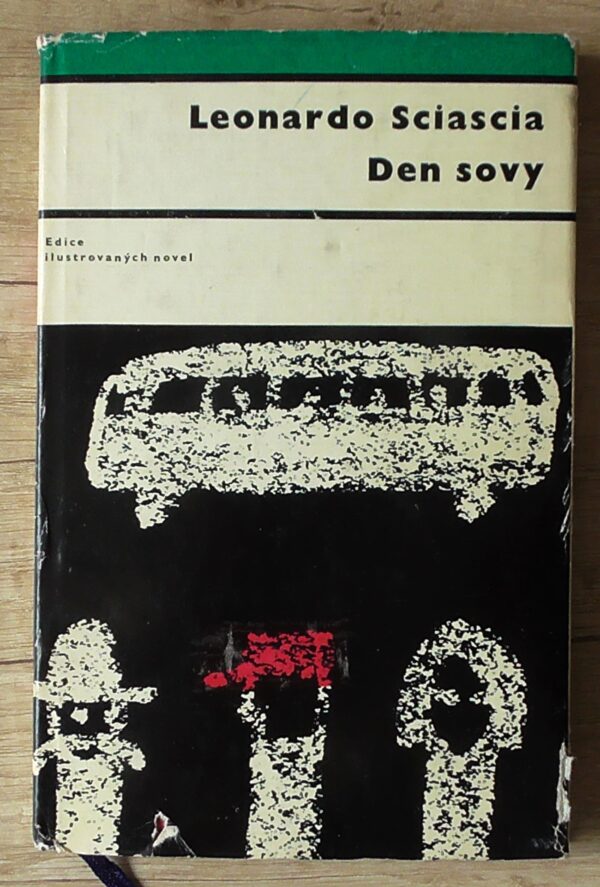 Leonardo Sciascia
Den sovy
Edice
ilustrovaných novel